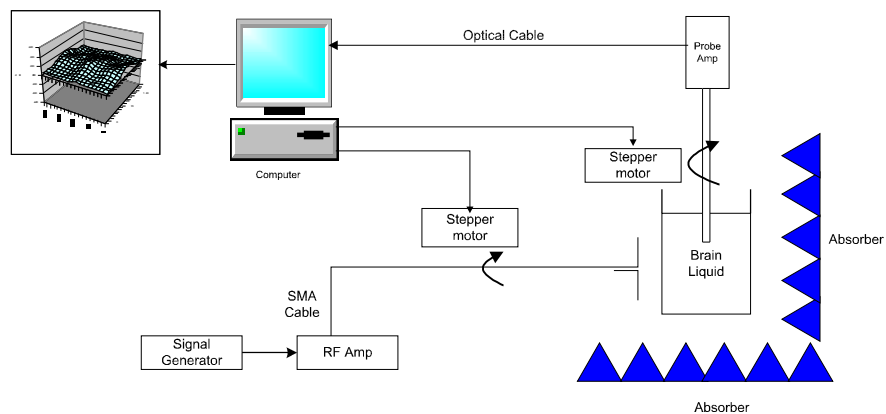 Optical Cable
Probe
Amp
Stepper
motor
Computer
Stepper
motor
Absorber
Brain
Liquid
SMA
Cable
Signal
Generator
RF Amp
Absorber